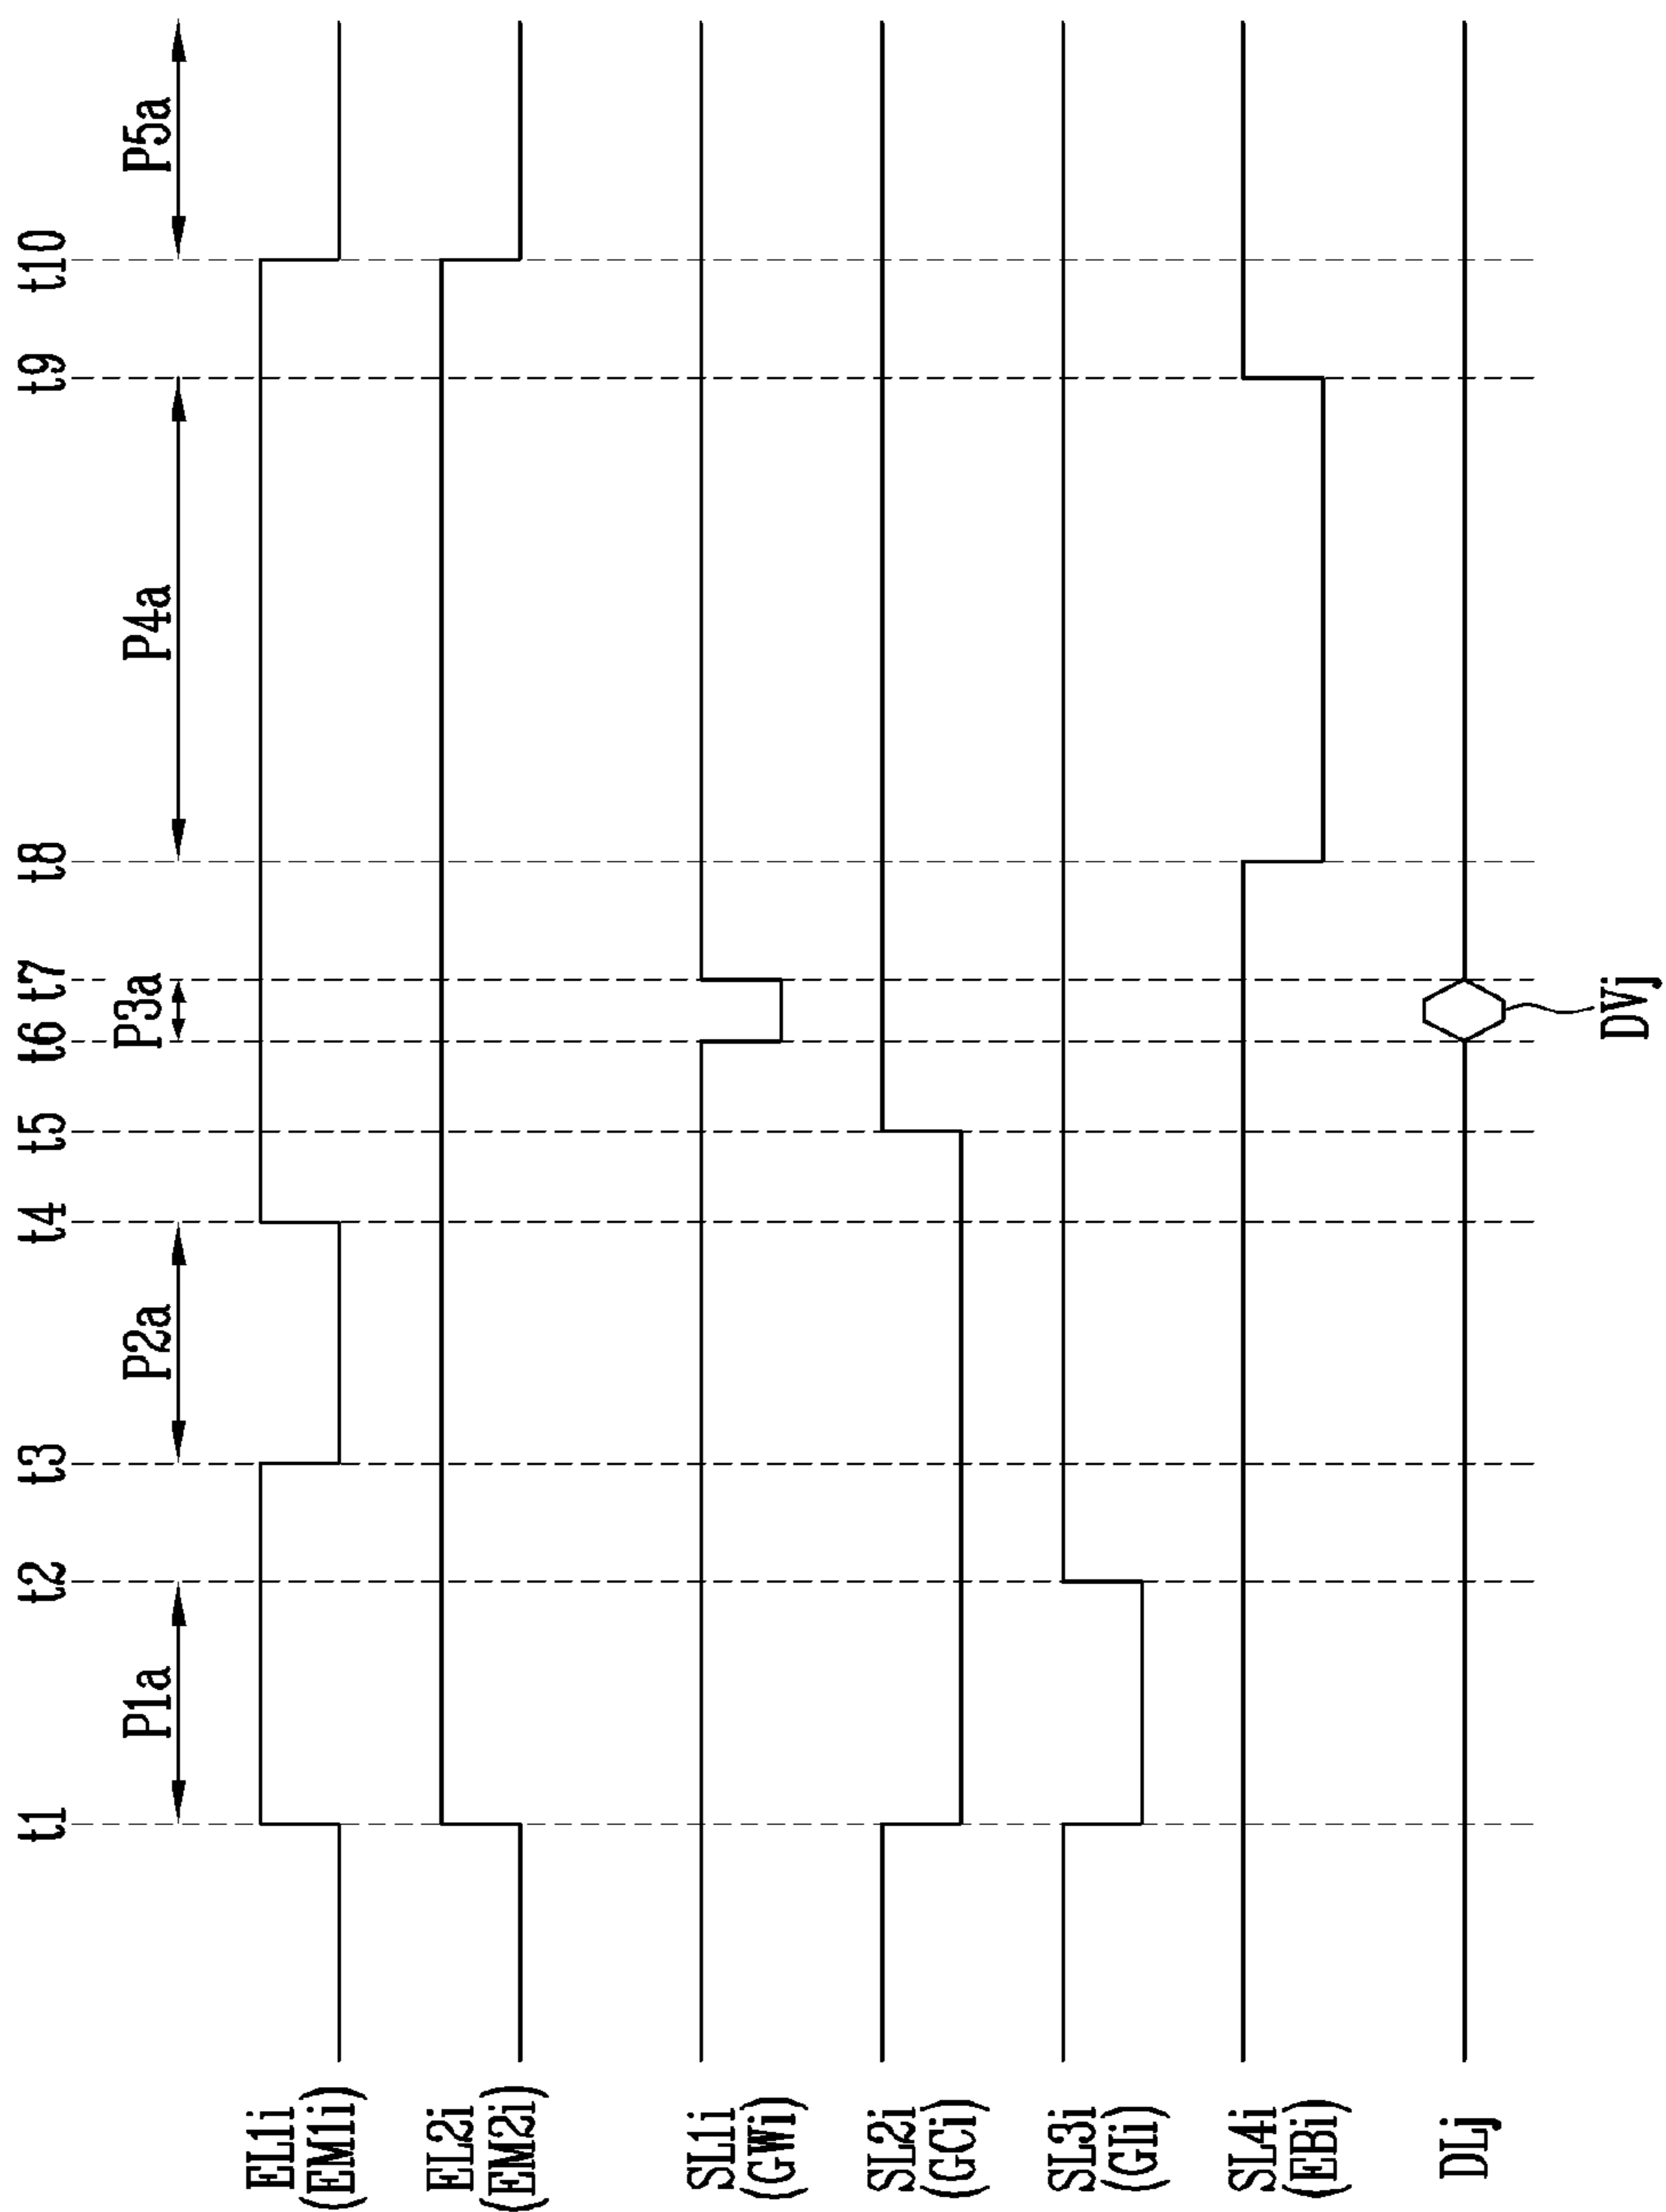 t1 t2 t3 t4 t5 t6 t7 t8 t9 t10
P1a P2a P3a P4a P5a
EL1i
(EM1i)
EL2i
(EM2i)
SL1i
(GWi)
SL2i
(GCi)
SL3i
(GIi)
SL4i
(EBi)
DLj
DVj